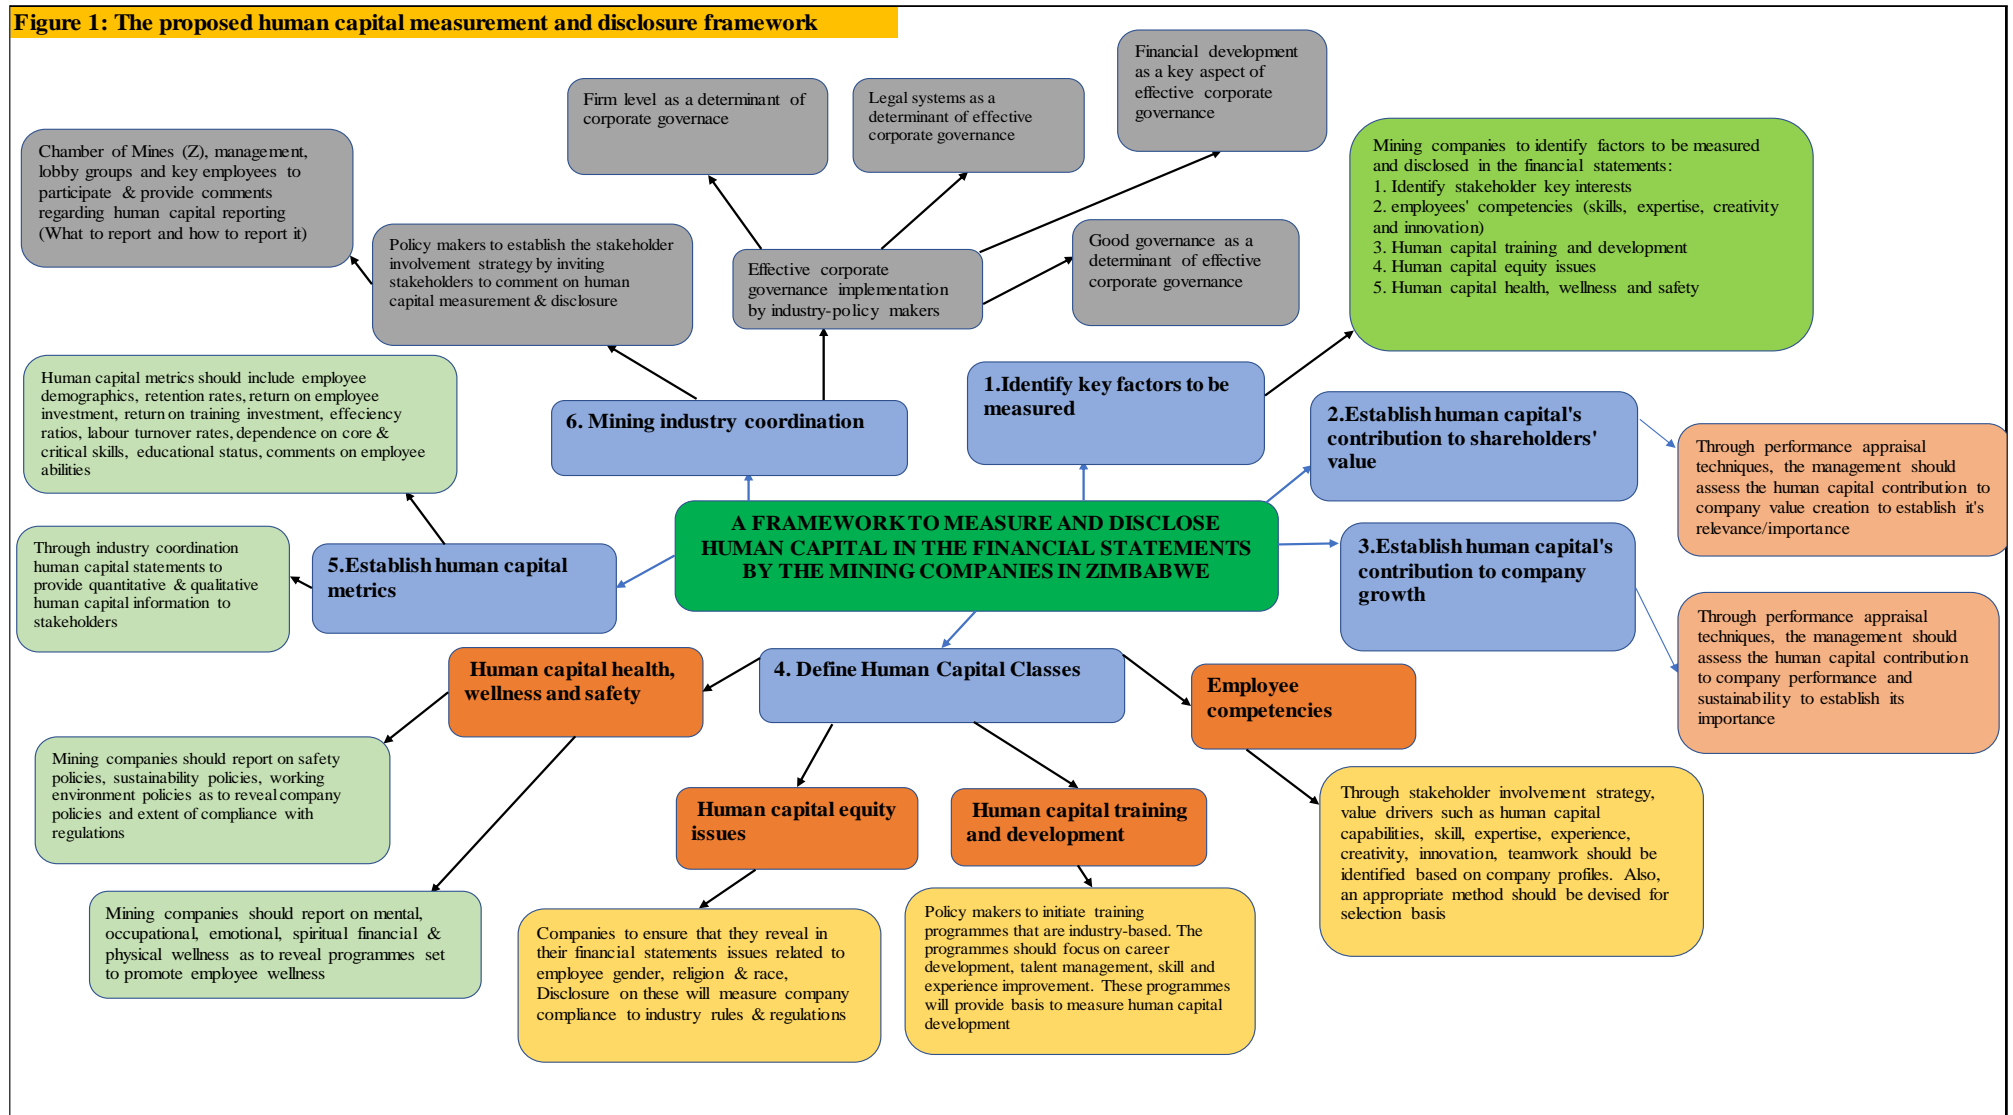 Figure 1: The proposed human capital measurement and disclosure framework
Financial development
as a key aspect of
effective corporate
governance
Firm level as a determinant of
corporate governace
Legal systems as a
determinant of effective
corporate governance
Chamber of Mines (Z), management,
lobby groups and key employees to
participate & provide comments
regarding human capital reporting
(What to report and how to report it)
Mining companies to identify factors to be measured
and disclosed in the financial statements:
1. Identify stakeholder key interests
2. employees' competencies (skills, expertise, creativity
and innovation)
3. Human capital training and development
4. Human capital equity issues
5. Human capital health, wellness and safety
Policy makers to establish the stakeholder
involvement strategy by inviting
stakeholders to comment on human
capital measurement & disclosure
Effective corporate
governance implementation
by industry-policy makers
Good governance as a
determinant of effective
corporate governance
Human capital metrics should include employee
demographics, retention rates, return on employee
investment, return on training investment, effeciency
ratios, labour turnover rates, dependence on core &
critical skills, educational status, comments on employee
abilities
6. Mining industry coordination
1.Identify key factors to be
measured
2.Establish human capital's
contribution to shareholders'
value
Through performance appraisal
techniques, the management should
assess the human capital contribution to
company value creation to establish it's
relevance/importance
A FRAMEWORK TO MEASURE AND DISCLOSE
HUMAN CAPITAL IN THE FINANCIAL STATEMENTS
BY THE MINING COMPANIES IN ZIMBABWE
Through industry coordination
human capital statements to
provide quantitative & qualitative
human capital information to
stakeholders
5.Establish human capital
metrics
3.Establish human capital's
contribution to company
growth
Through performance appraisal
techniques, the management should
assess the human capital contribution
to company performance and
sustainability to establish its
importance
Human capital health,
wellness and safety
4. Define Human Capital Classes
Employee
competencies
Mining companies should report on safety
policies, sustainability policies, working
environment policies as to reveal company
policies and extent of compliance with
regulations
Human capital equity
issues
Human capital training
and development
Through stakeholder involvement strategy,
value drivers such as human capital
capabilities, skill, expertise, experience,
creativity, innovation, teamwork should be
identified based on company profiles. Also,
an appropriate method should be devised for
selection basis
Mining companies should report on mental,
occupational, emotional, spiritual financial &
physical wellness as to reveal programmes set
to promote employee wellness
Companies to ensure that they reveal in
their financial statements issues related to
employee gender, religion & race,
Disclosure on these will measure company
compliance to industry rules & regulations
Policy makers to initiate training
programmes that are industry-based. The
programmes should focus on career
development, talent management, skill and
experience improvement. These programmes
will provide basis to measure human capital
development